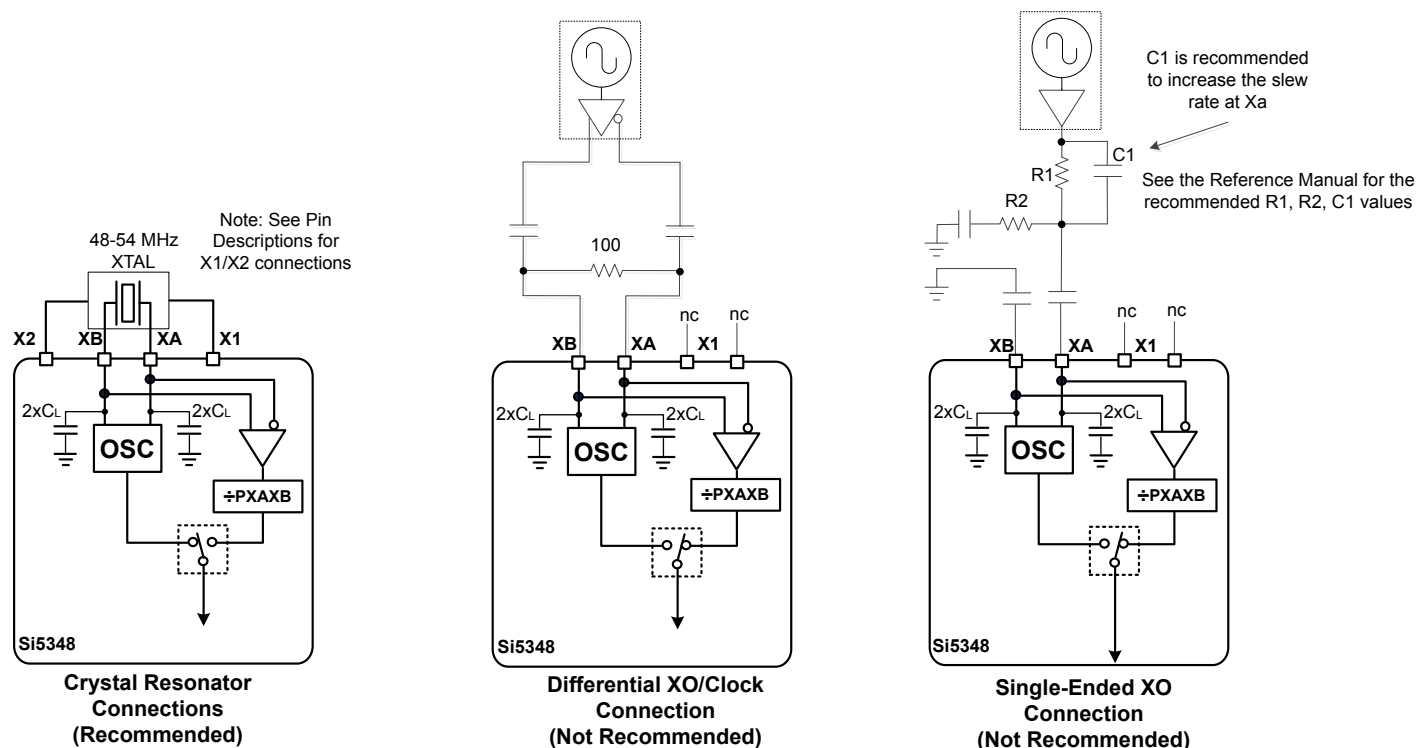 Note: See Pin
Descriptions for
X1/X2 connections
48-54 MHz
XTAL
X2
XB
XA
X1
2xCL
2xCL
OSC
÷PXAXB
Si5348
Crystal Resonator
Connections
(Recommended)
100
nc
nc
XB
XA
X1
2xCL
2xCL
OSC
÷PXAXB
Si5348
Differential XO/Clock
Connection
(Not Recommended)
C1 is recommended
to increase the slew
rate at Xa
C1
R1
See the Reference Manual for the
recommended R1, R2, C1 values
R2
nc
nc
XB
XA
X1
2xCL
2xCL
OSC
÷PXAXB
Si5348
Single-Ended XO
Connection
(Not Recommended)